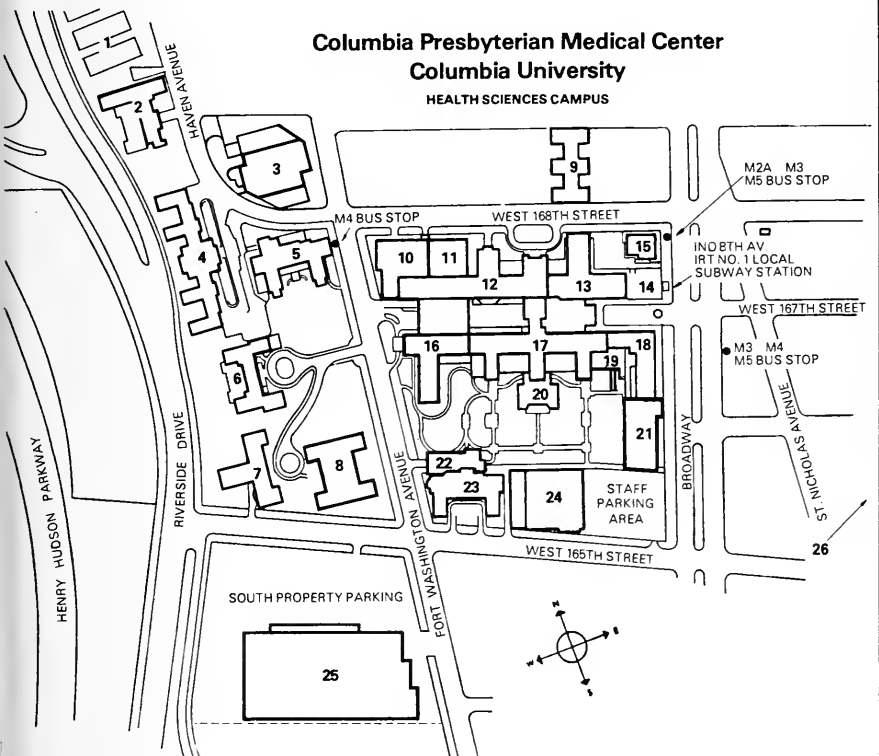 Columbia Presbyterian Medical Center
Columbia University
HEALTH SCIENCES CAMPUS
1
2
HAVEN AVENUE
3
9
M2A M3
M5 BUS STOP
M4 BUS STOP
WEST 168TH STREET
4
5
10
11
12
13
15
14
IND 8TH AV
IRT NO. 1 LOCAL
SUBWAY STATION
WEST 167TH STREET
16
17
18
19
M3 M4
M5 BUS STOP
6
20
21
BROADWAY
ST. NICHOLAS AVENUE
7
8
22
23
24
STAFF
PARKING
AREA
HENRY HUDSON PARKWAY
RIVERSIDE DRIVE
FORT WASHINGTON AVENUE
WEST 165TH STREET
26
SOUTH PROPERTY PARKING
25
N
E
W
S